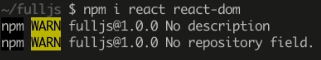 ~/fulljs $ npm i react react-dom
npm WARN fulljs@1.0.0 No description
npm WARN fulljs@1.0.0 No repository field.